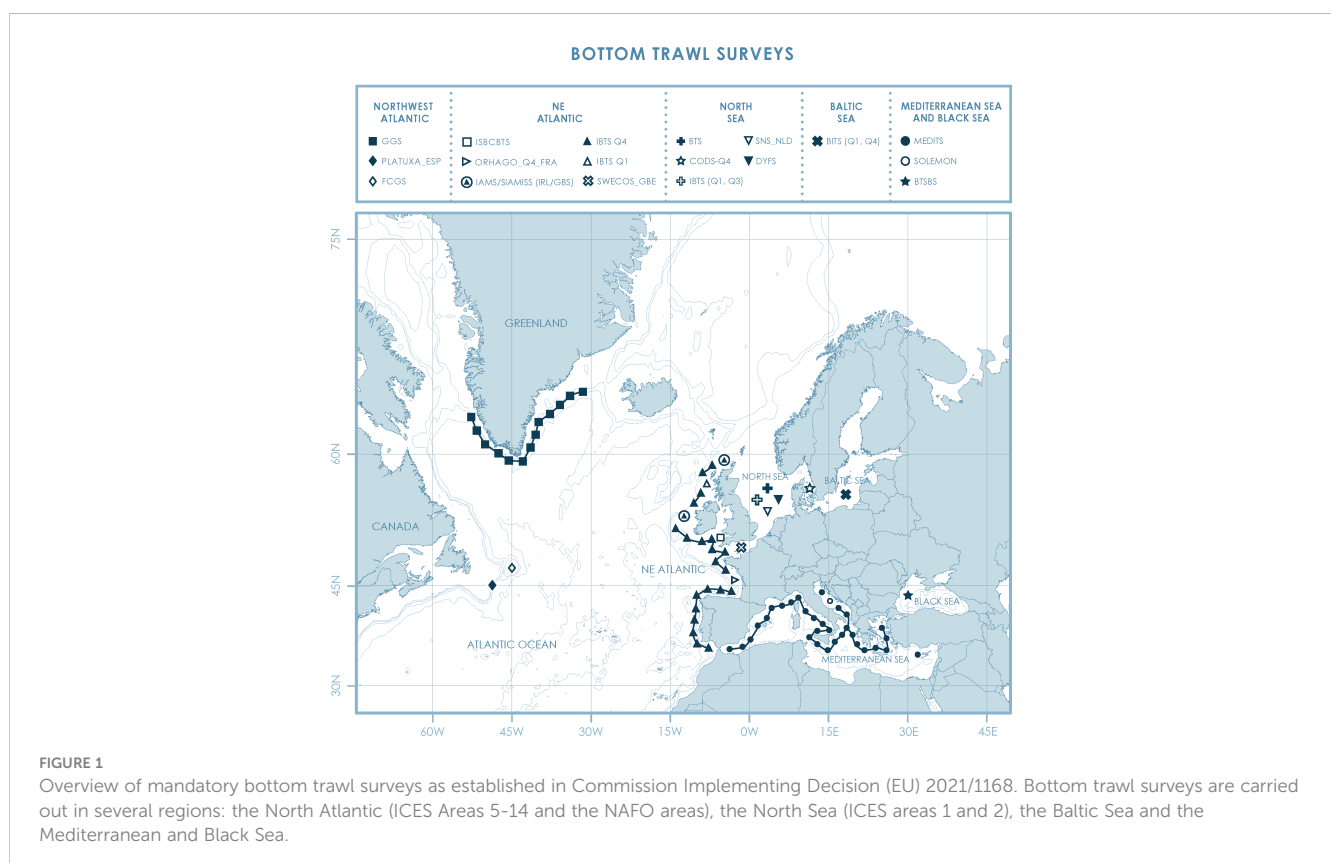 BOTTOM TRAWL SURVEYS
NORTHWEST
ATLANTIC
GGS
PLATUXA_ESP
FCGS
NE
ATLANTIC
ISBCBTS
ORHAGO_Q4_FRA
IAMS/SIAMISS (IRL/GBS)
IBTS Q4
IBTS Q1
SWECOS_GBE
NORTH
SEA
BTS
CODS-Q4
IBTS (Q1, Q3)
SNS_NLD
DYFS
BALTIC
SEA
BITS (Q1, Q4)
MEDITERRANEAN SEA
AND BLACK SEA
MEDITS
SOLEMON
BTSBS
75N
60N
45N
30N
GREENLAND
CANADA
NORTH SEA
BALTIC SEA
NE ATLANTIC
BLACK SEA
ATLANTIC OCEAN
MEDITERRANEAN SEA
60W
45W
30W
15W
0W
15E
30E
45E
FIGURE 1
Overview of mandatory bottom trawl surveys as established in Commission Implementing Decision (EU) 2021/1168. Bottom trawl surveys are carried
out in several regions: the North Atlantic (ICES Areas 5-14 and the NAFO areas), the North Sea (ICES areas 1 and 2), the Baltic Sea and the
Mediterranean and Black Sea.